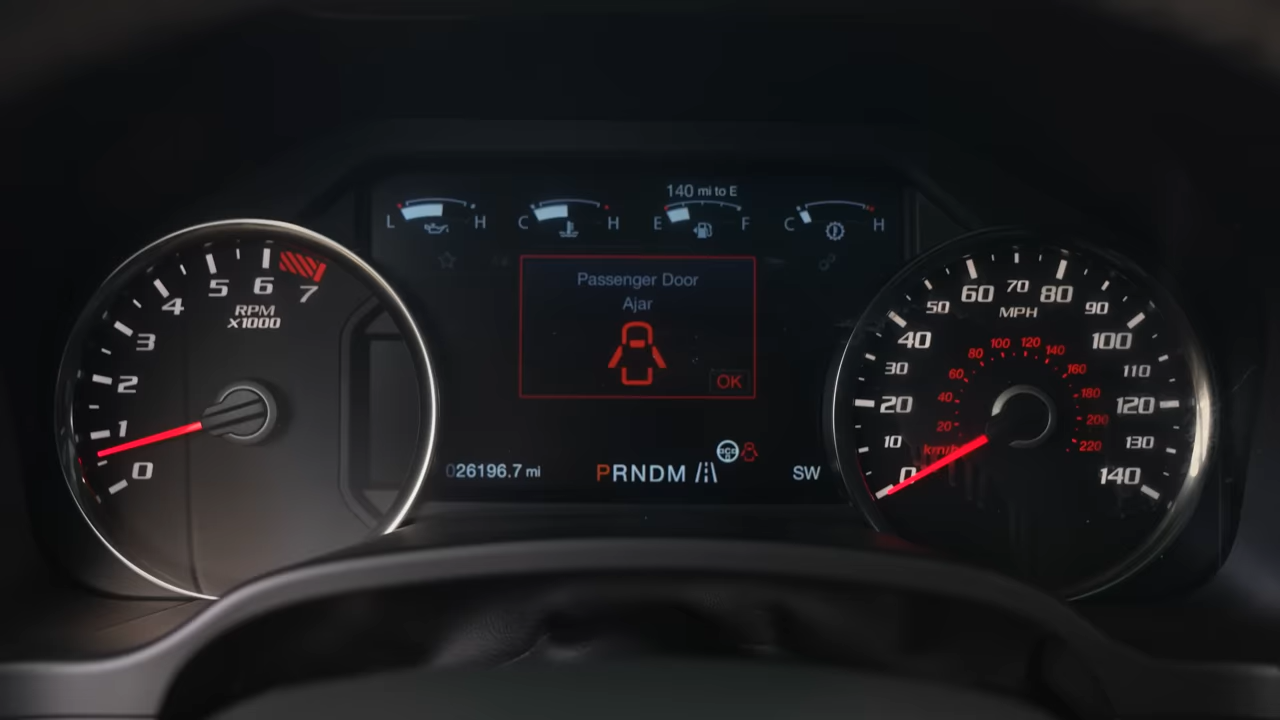 140 mi to E
L H C H E F C H
Passenger Door
Ajar
OK
0 1 2 3 4 5 6 7
RPM
X1000
0 10 20 30 40 50 60 70 80 90 100 110 120 130 140
MPH
20 40 60 80 100 120 140 160 180 200 220
km/h
026196.7 mi
PRNDM
SW